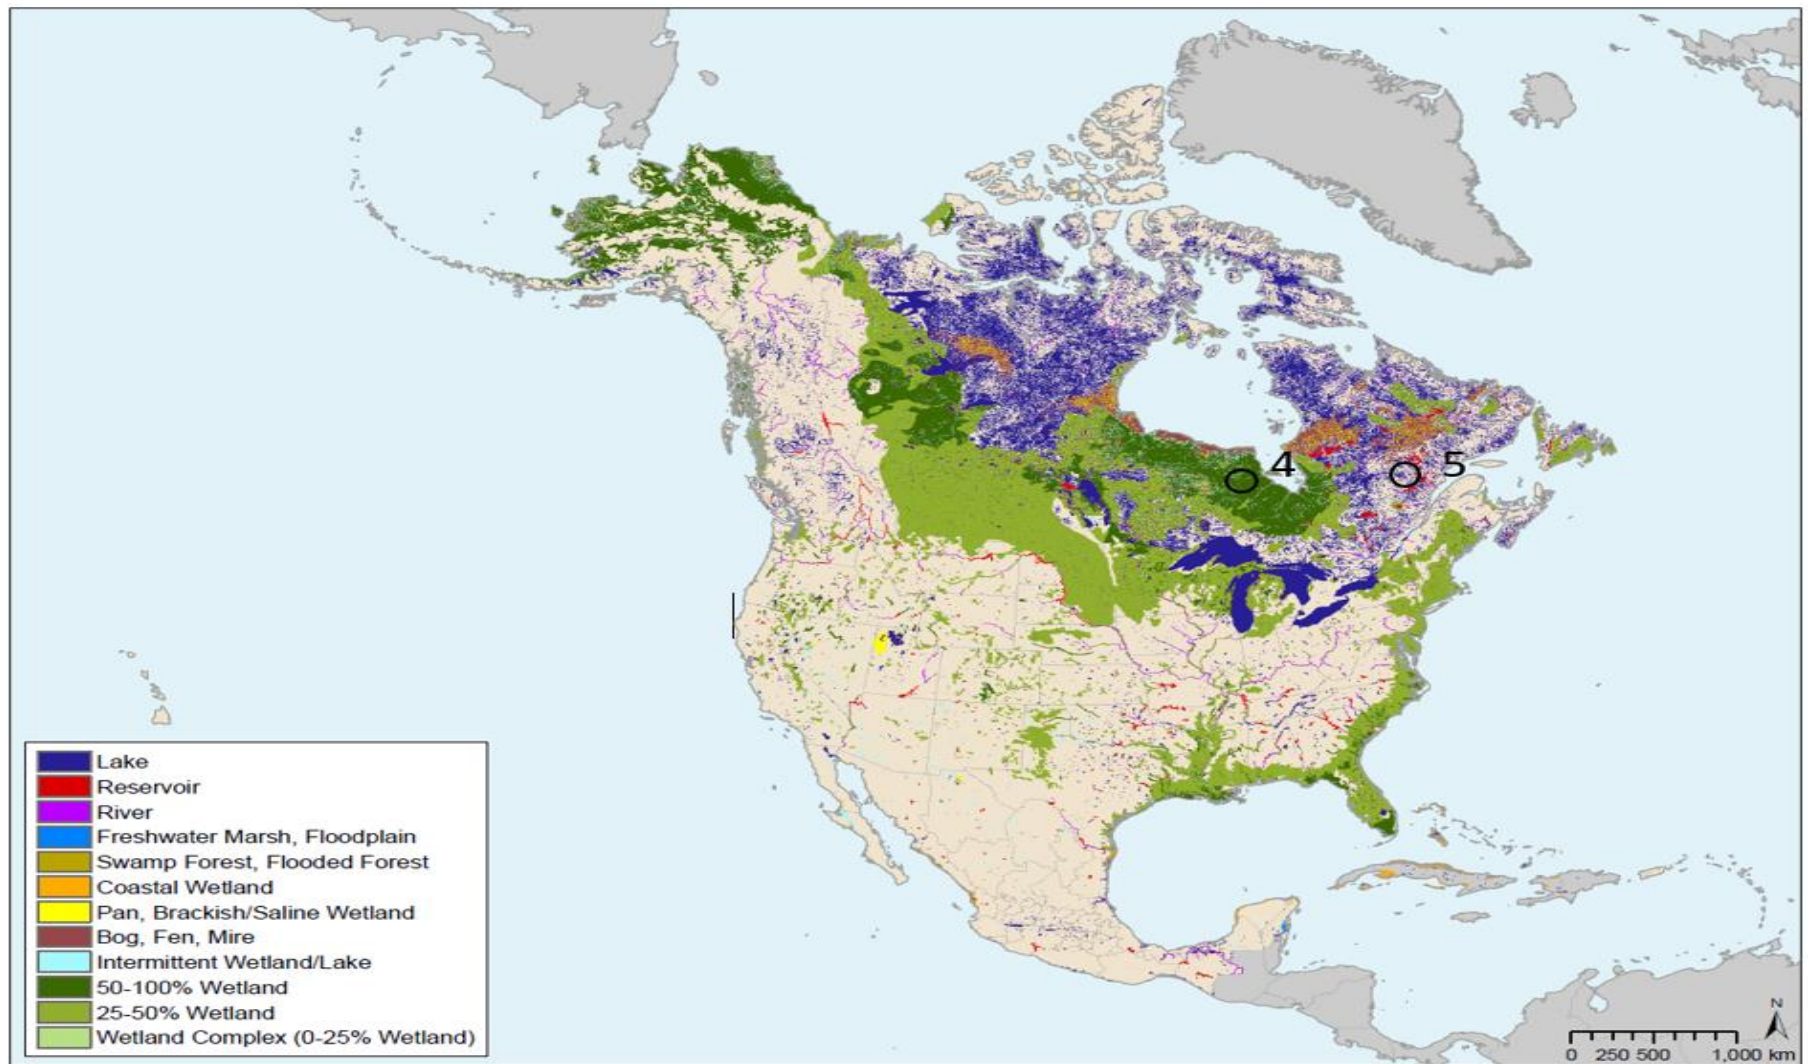 4
5
Lake
Reservoir
River
Freshwater Marsh, Floodplain
Swamp Forest, Flooded Forest
Coastal Wetland
Pan, Brackish/Saline Wetland
Bog, Fen, Mire
Intermittent Wetland/Lake
50-100% Wetland
25-50% Wetland
Wetland Complex (0-25% Wetland)
N
0 250 500 1,000 km